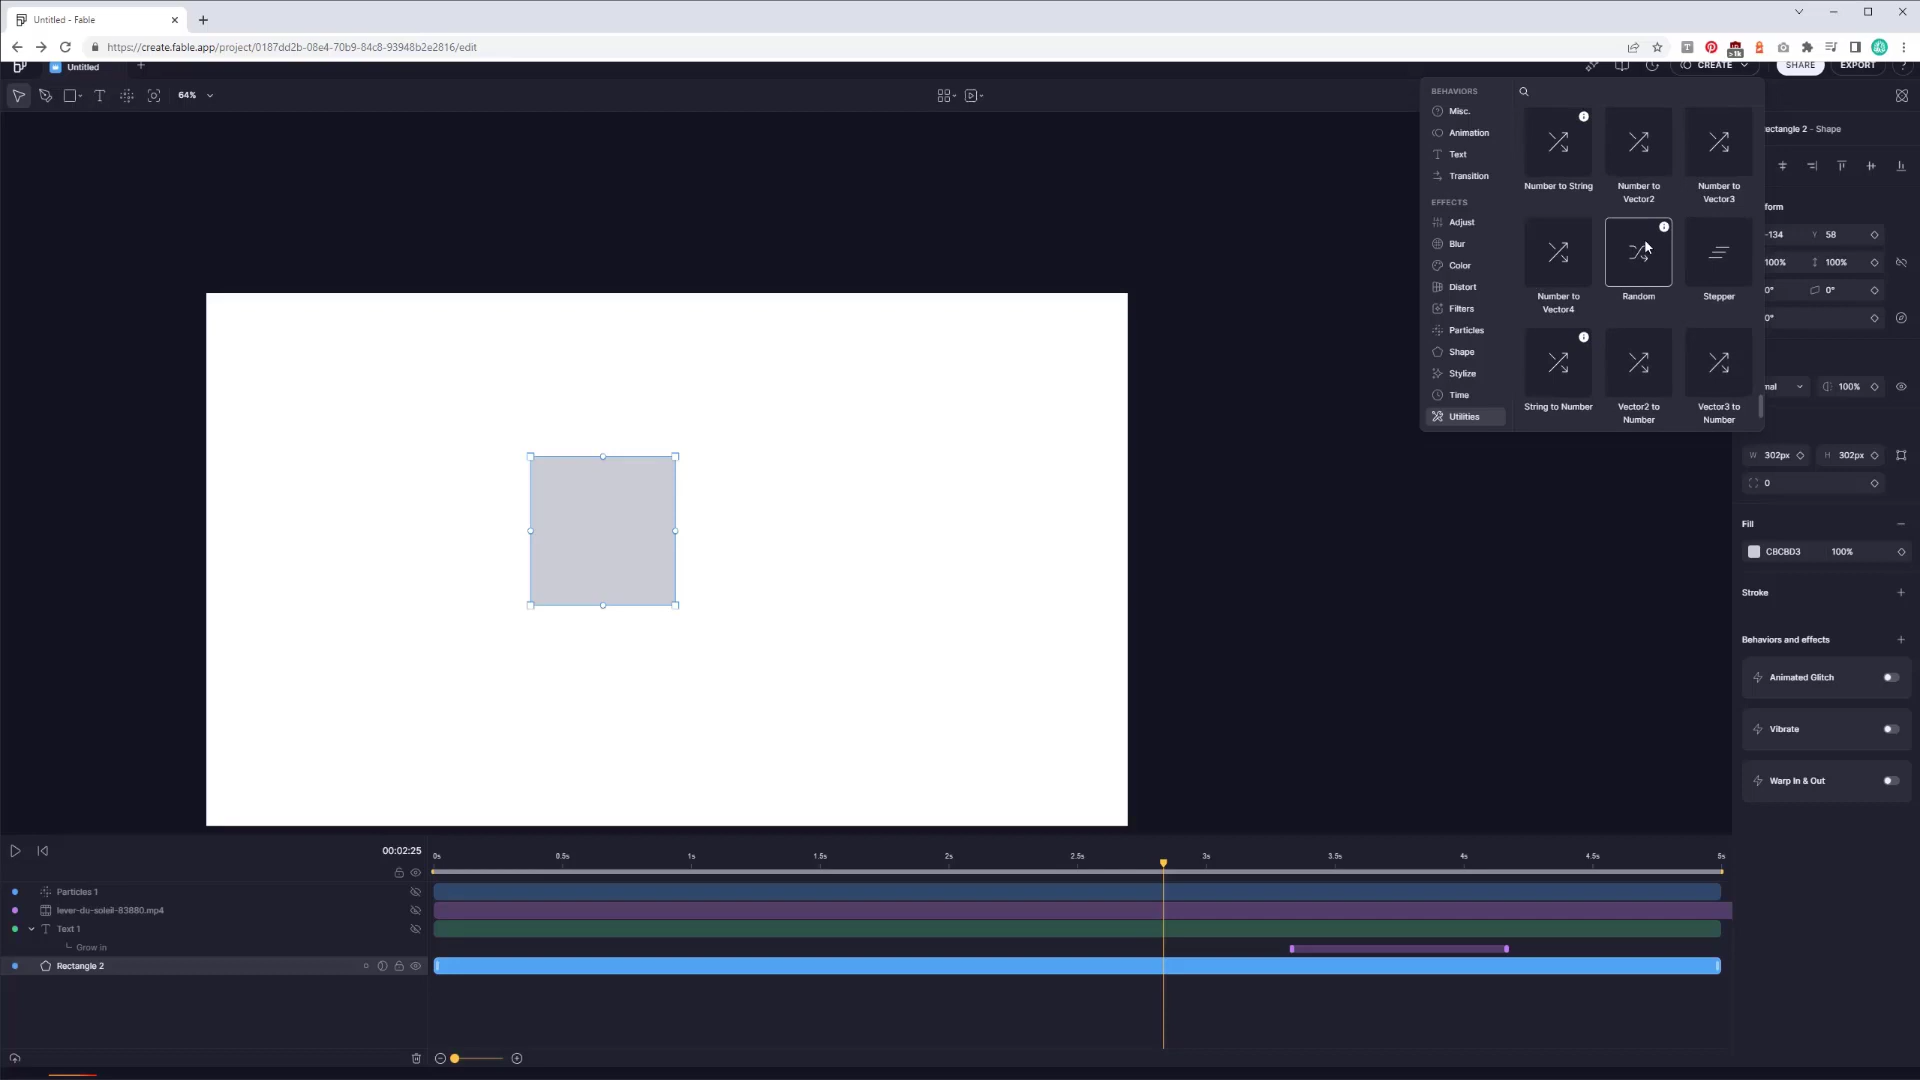 Untitled - Fable
https://create.fable.app/project/0187dd2b-08e4-70b9-84c8-93948b2e2816/edit
Untitled
CREATE
SHARE
EXPORT
64%
BEHAVIORS
Misc.
Animation
Text
Transition
EFFECTS
Adjust
Blur
Color
Distort
Filters
Particles
Shape
Stylize
Time
Utilities
Number to String
Number to Vector2
Number to Vector3
Number to Vector4
Random
Stepper
String to Number
Vector2 to Number
Vector3 to Number
ectangle 2 - Shape
form
-134 Y 58
100% 100%
0° 0°
0°
mal 100%
W 302px H 302px
0
Fill
CBCBD3 100%
Stroke
Behaviors and effects
Animated Glitch
Vibrate
Warp In & Out
00:02:25
0s 0.5s 1s 1.5s 2s 2.5s 3s 3.5s 4s 4.5s 5s
Particles 1
lever-du-soleil-83880.mp4
Text 1
Grow in
Rectangle 2